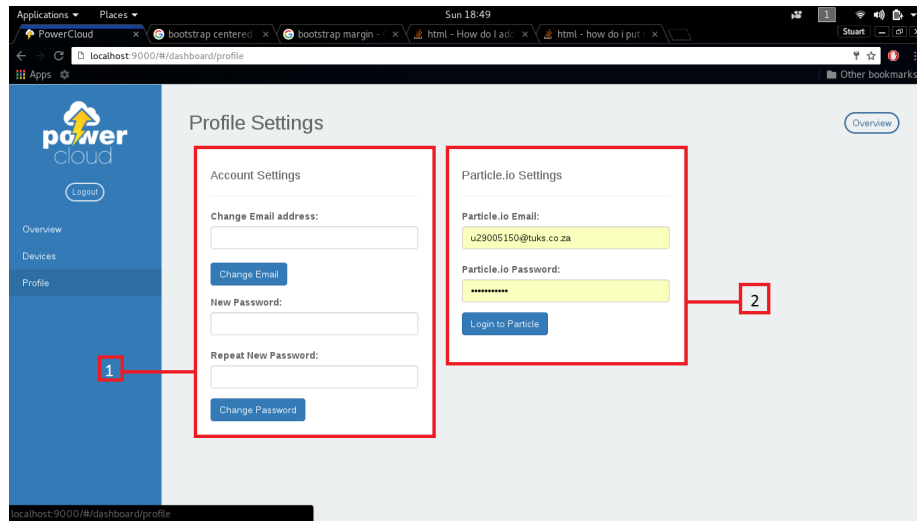 Applications Places Sun 18:49 1
PowerCloud bootstrap centered bootstrap margin - html - How do I add html - how do i put Stuart
localhost:9000/#/dashboard/profile
Apps Other bookmarks
power
cloud
Logout
Overview
Devices
Profile
Profile Settings
Overview
Account Settings
Change Email address:
Change Email
New Password:
Repeat New Password:
Change Password
1
Particle.io Settings
Particle.io Email:
u29005150@tuks.co.za
Particle.io Password:
•••••••••••
Login to Particle
2
localhost:9000/#/dashboard/profile